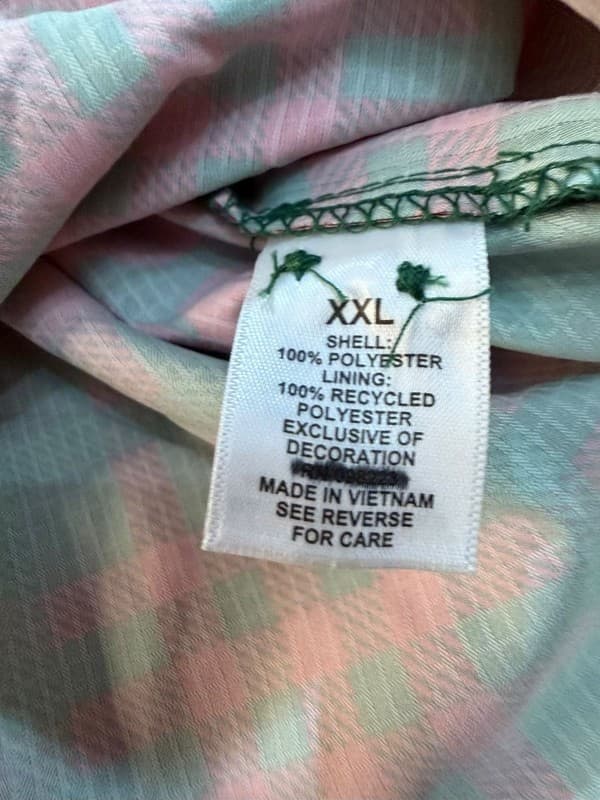 XXL
SHELL:
100% POLYESTER
LINING:
100% RECYCLED
POLYESTER
EXCLUSIVE OF
DECORATION
MADE IN VIETNAM
SEE REVERSE
FOR CARE